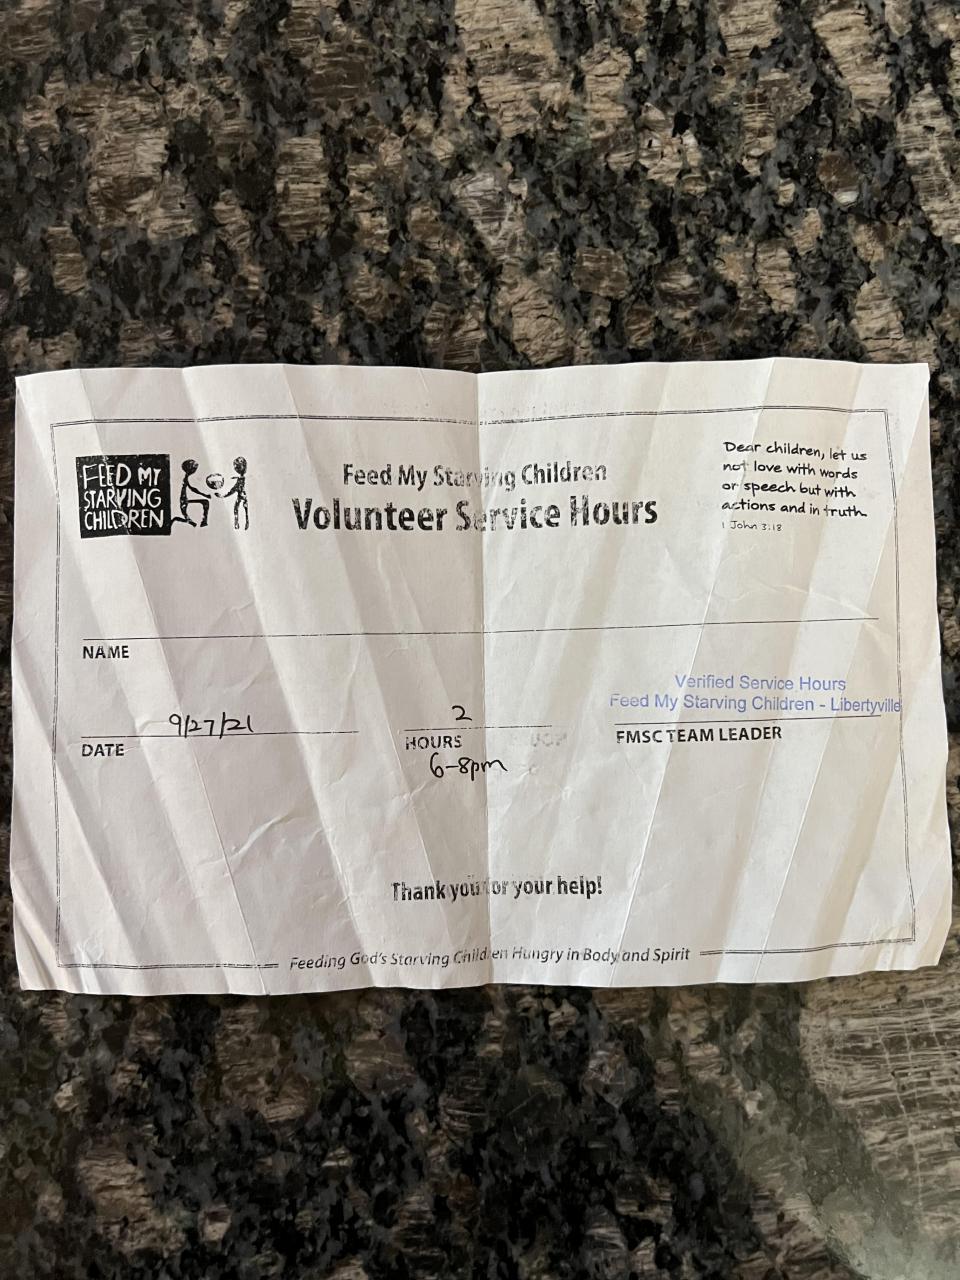 FEED MY
STARVING
CHILDREN
Feed My Starving Children
Volunteer Service Hours
Dear children, let us
not love with words
or speech but with
actions and in truth.
1 John 3:18
NAME
9/27/21
DATE
2
HOURS
6-8pm
Verified Service Hours
Feed My Starving Children - Libertyville
FMSC TEAM LEADER
Thank you for your help!
Feeding God's Starving Children Hungry in Body and Spirit